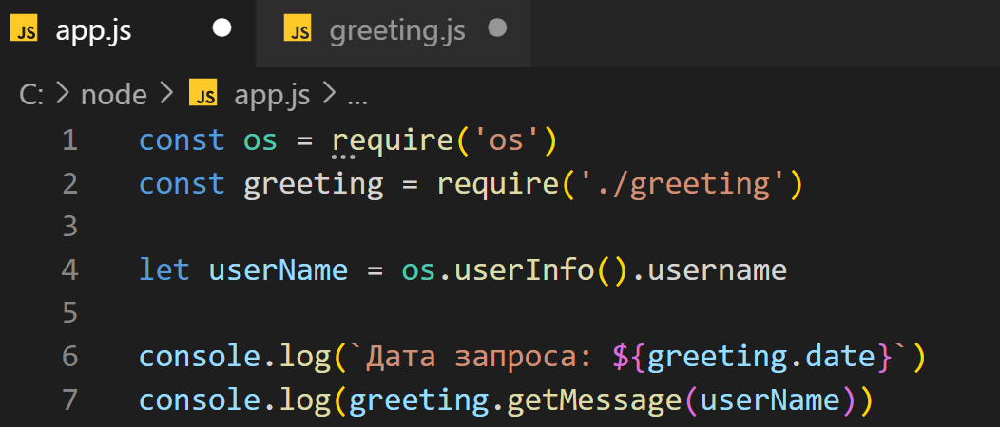 JS app.js JS greeting.js
C: > node > JS app.js > ...
1 const os = require('os')
2 const greeting = require('./greeting')
3
4 let userName = os.userInfo().username
5
6 console.log(`Дата запроса: ${greeting.date}`)
7 console.log(greeting.getMessage(userName))